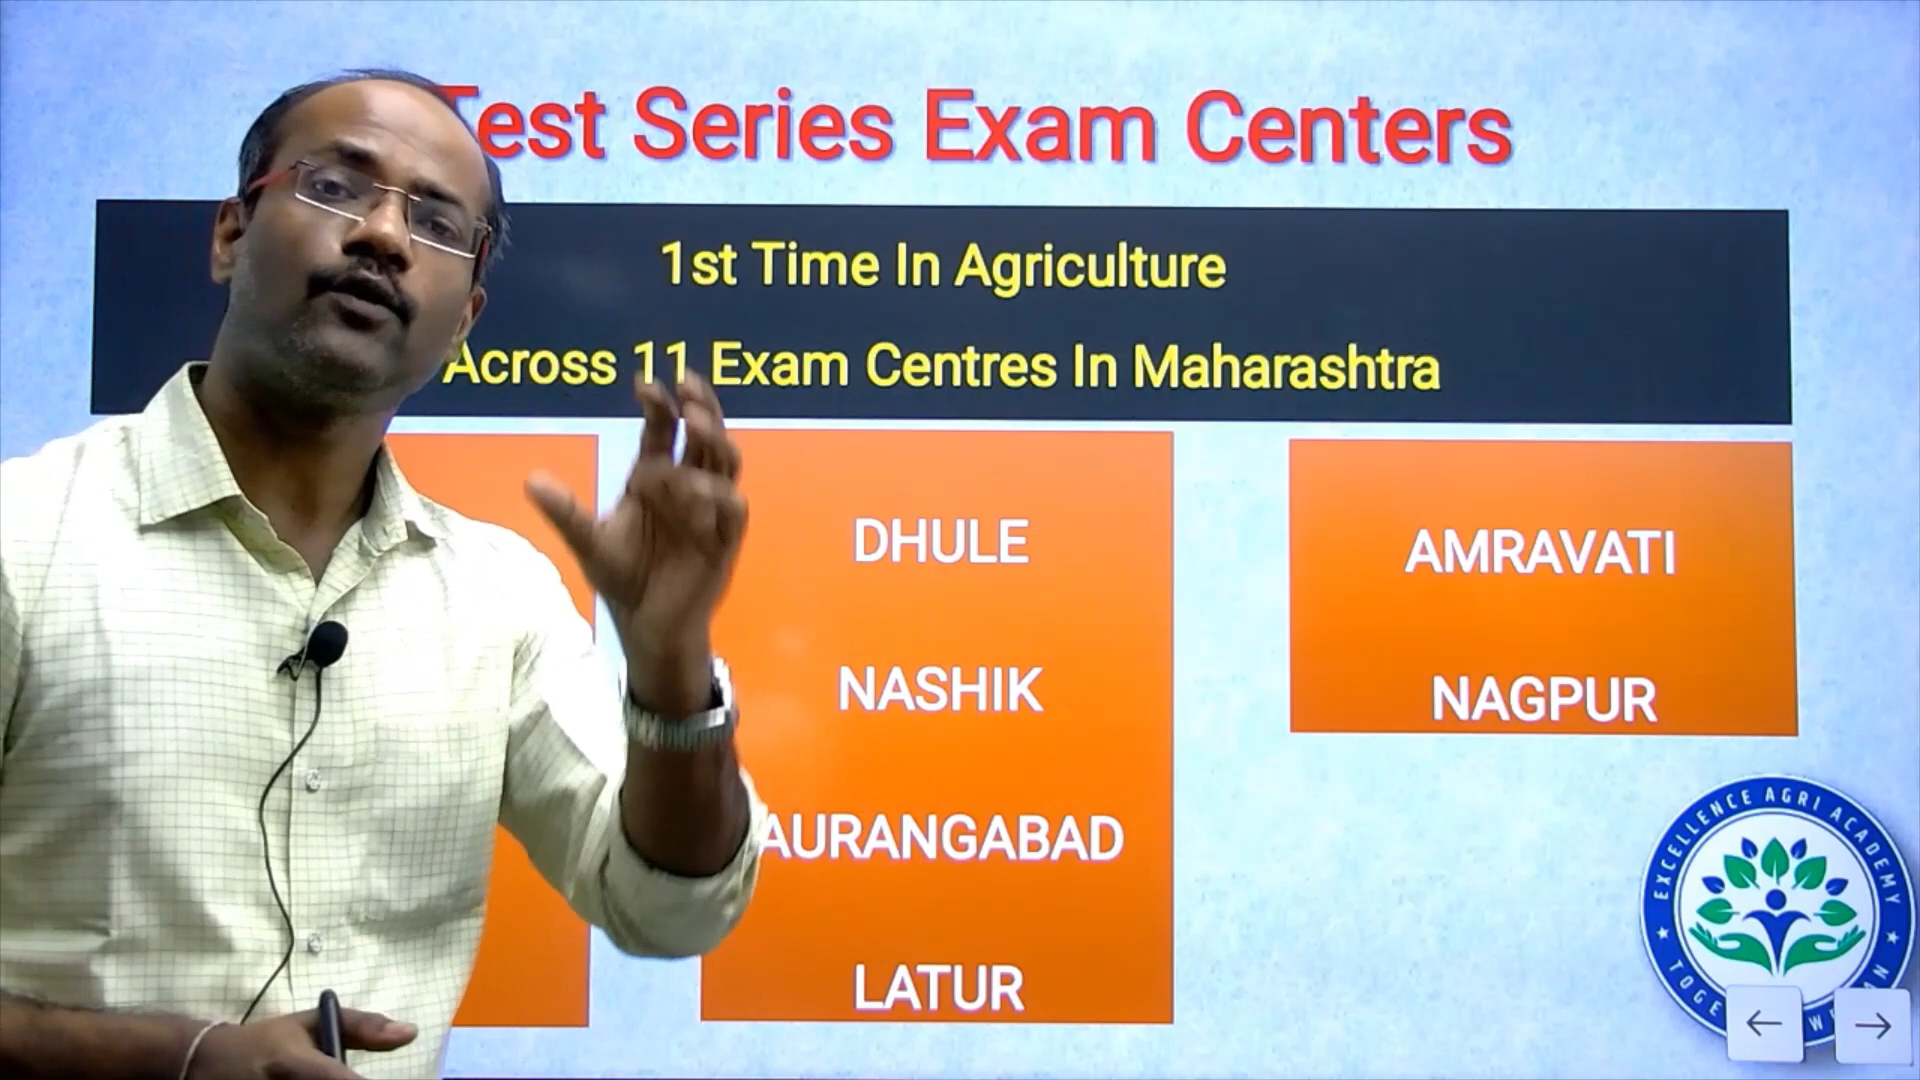 Test Series Exam Centers
1st Time In Agriculture
Across 11 Exam Centres In Maharashtra
DHULE
NASHIK
AURANGABAD
LATUR
AMRAVATI
NAGPUR
EXCELLENCE AGRI ACADEMY